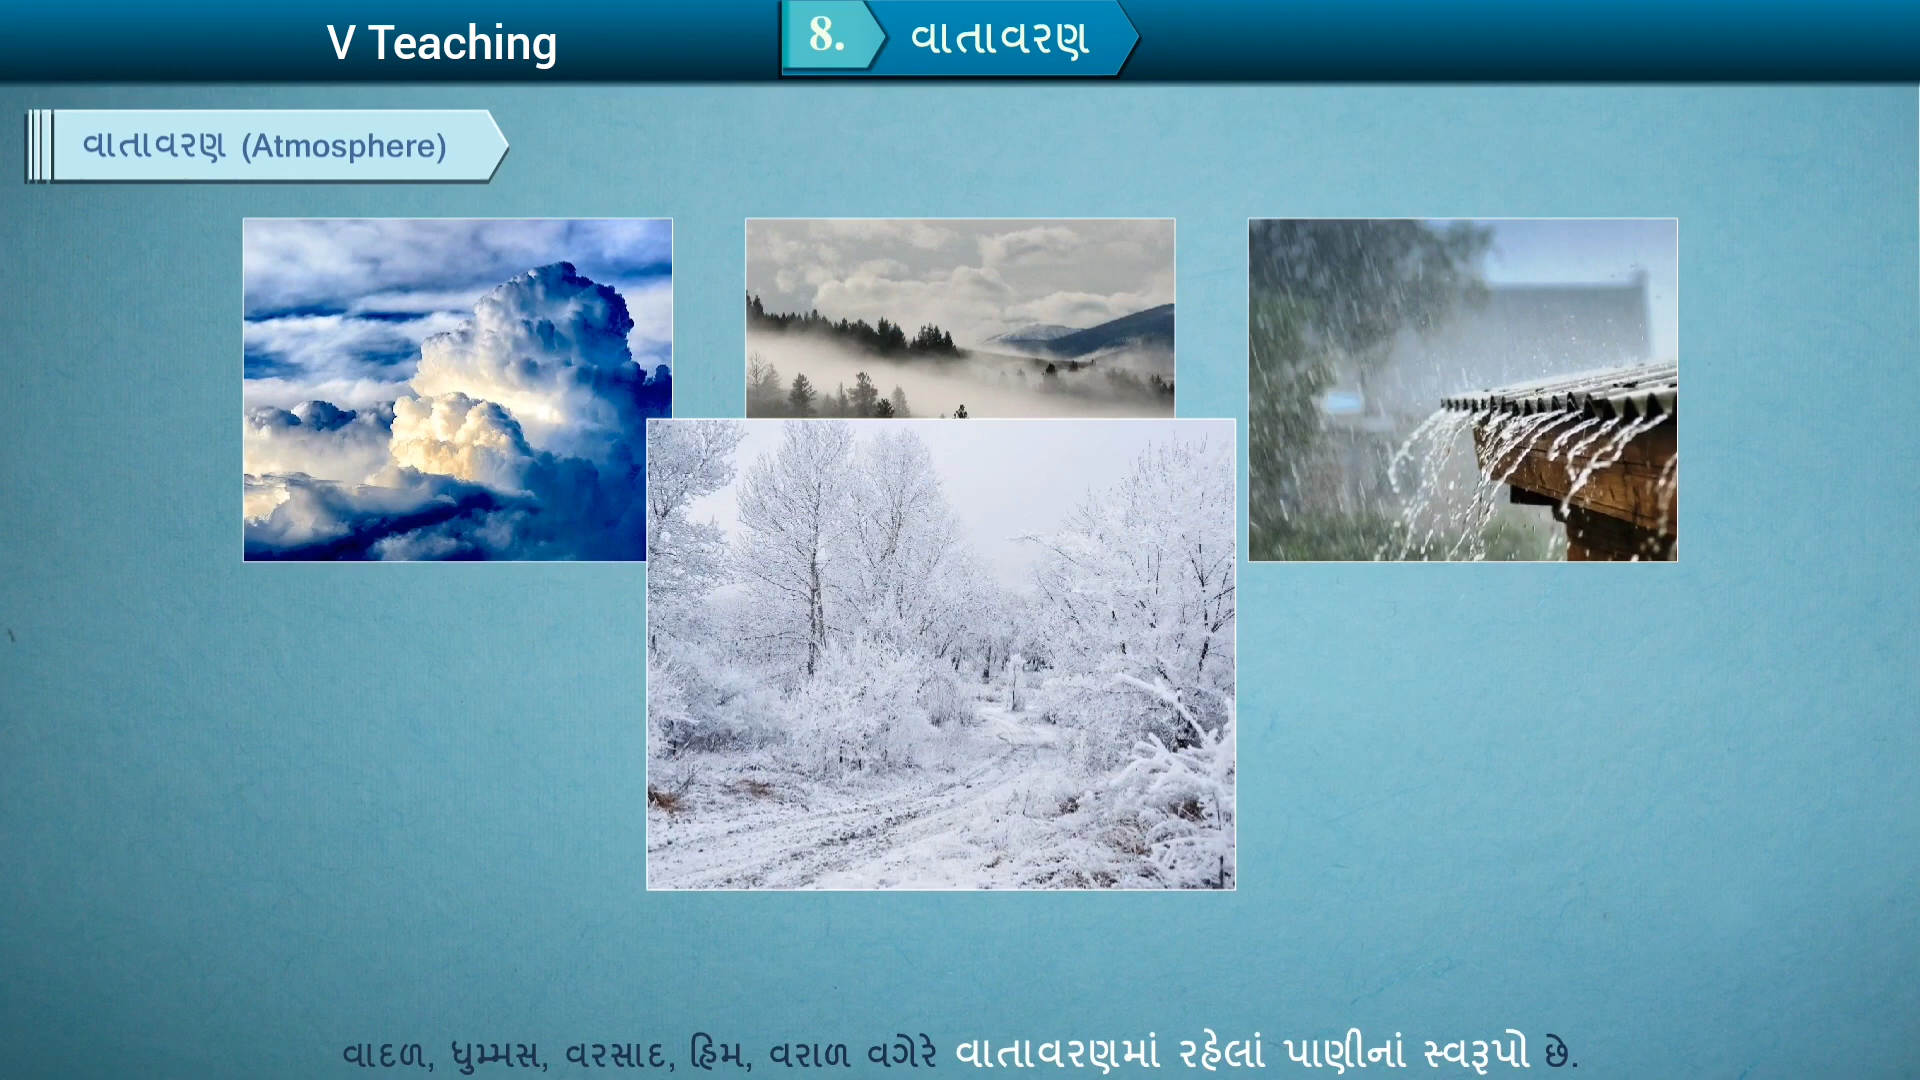 V Teaching
8. વાતાવરણ
વાતાવરણ (Atmosphere)
વાદળ, ધુમ્મસ, વરસાદ, હિમ, વરાળ વગેરે વાતાવરણમાં રહેલાં પાણીનાં સ્વરૂપો છે.